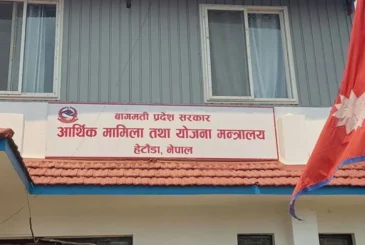 बागमती प्रदेश सरकार
आर्थिक मामिला तथा योजना मन्त्रालय
हेटौंडा, नेपाल